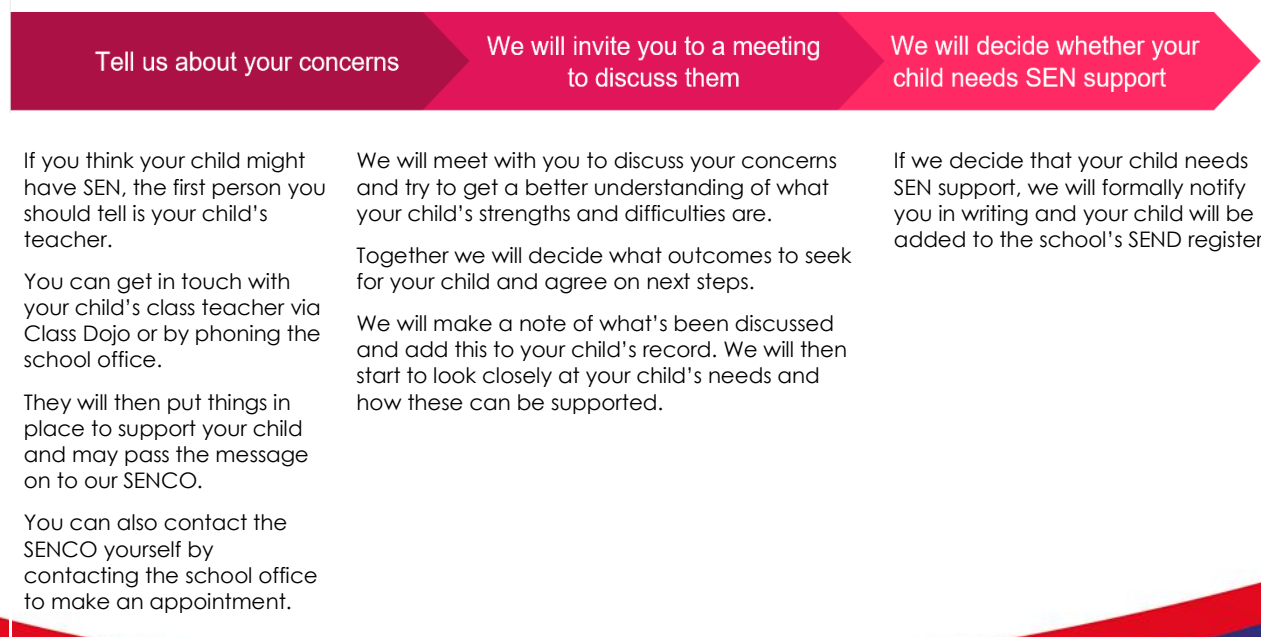 Tell us about your concerns
We will invite you to a meeting
to discuss them
We will decide whether your
child needs SEN support
If you think your child might
have SEN, the first person you
should tell is your child’s
teacher.
You can get in touch with
your child’s class teacher via
Class Dojo or by phoning the
school office.
They will then put things in
place to support your child
and may pass the message
on to our SENCO.
You can also contact the
SENCO yourself by
contacting the school office
to make an appointment.
We will meet with you to discuss your concerns
and try to get a better understanding of what
your child’s strengths and difficulties are.
Together we will decide what outcomes to seek
for your child and agree on next steps.
We will make a note of what’s been discussed
and add this to your child’s record. We will then
start to look closely at your child’s needs and
how these can be supported.
If we decide that your child needs
SEN support, we will formally notify
you in writing and your child will be
added to the school’s SEND register